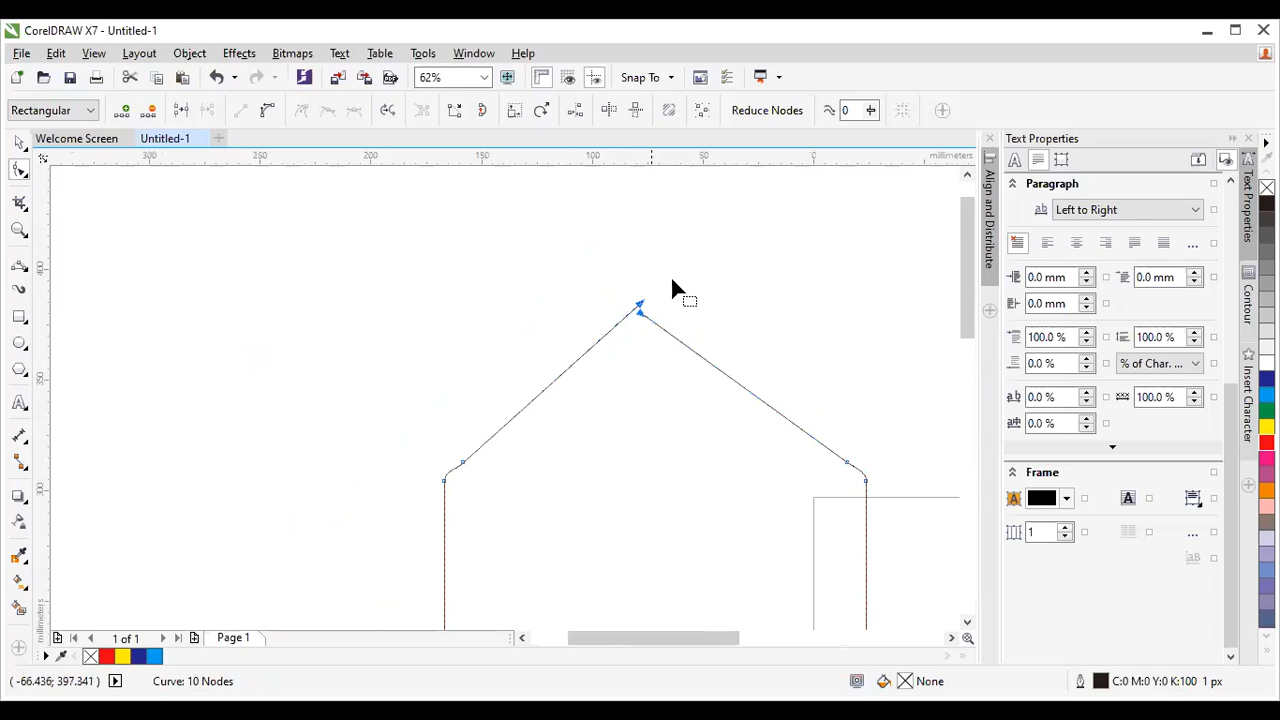 CorelDRAW X7 - Untitled-1
File Edit View Layout Object Effects Bitmaps Text Table Tools Window Help
62% Snap To
Rectangular Reduce Nodes 0
Welcome Screen Untitled-1
300 250 200 150 100 50 0 millimeters
400
350
300
millimeters
Align and Distribute
Text Properties
Paragraph
Left to Right
0.0 mm 0.0 mm
0.0 mm
100.0 % 100.0 %
0.0 % % of Char. ...
0.0 % 100.0 %
0.0 %
Frame
1
Text Properties
Contour
Insert Character
1 of 1 Page 1
( -66.436; 397.341 ) Curve: 10 Nodes None C:0 M:0 Y:0 K:100 1 px